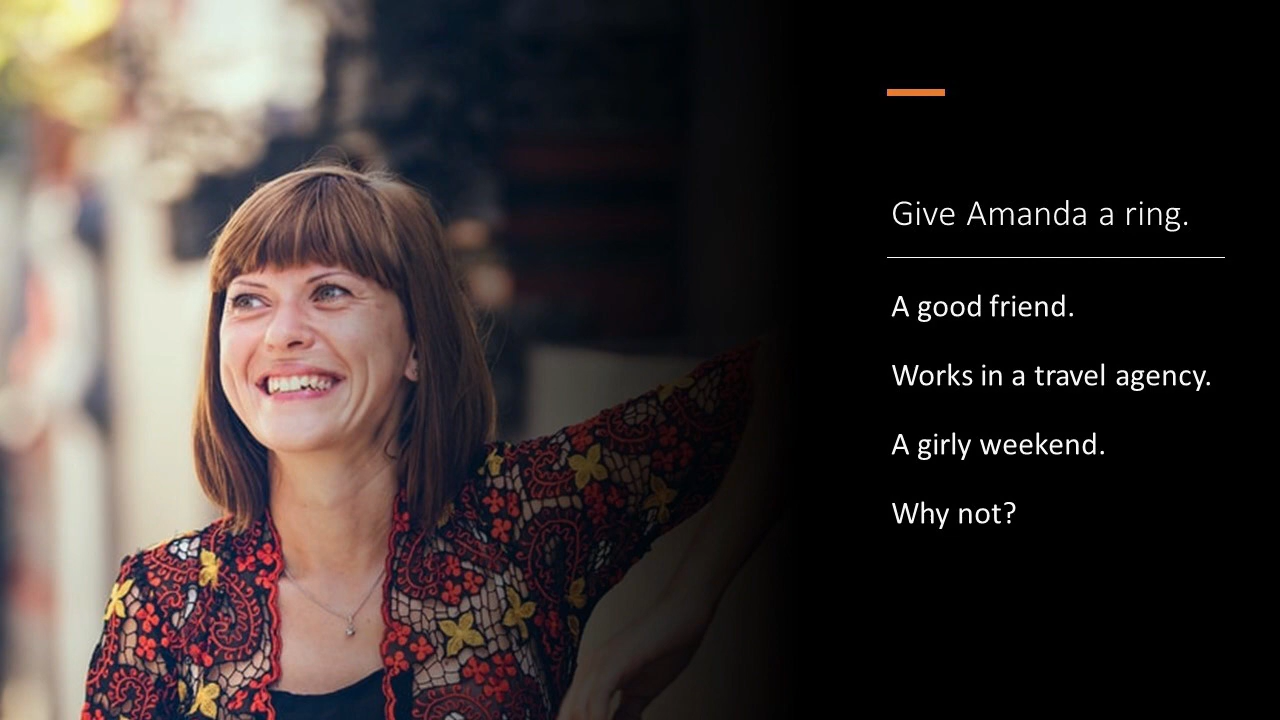 Give Amanda a ring.
A good friend.
Works in a travel agency.
A girly weekend.
Why not?